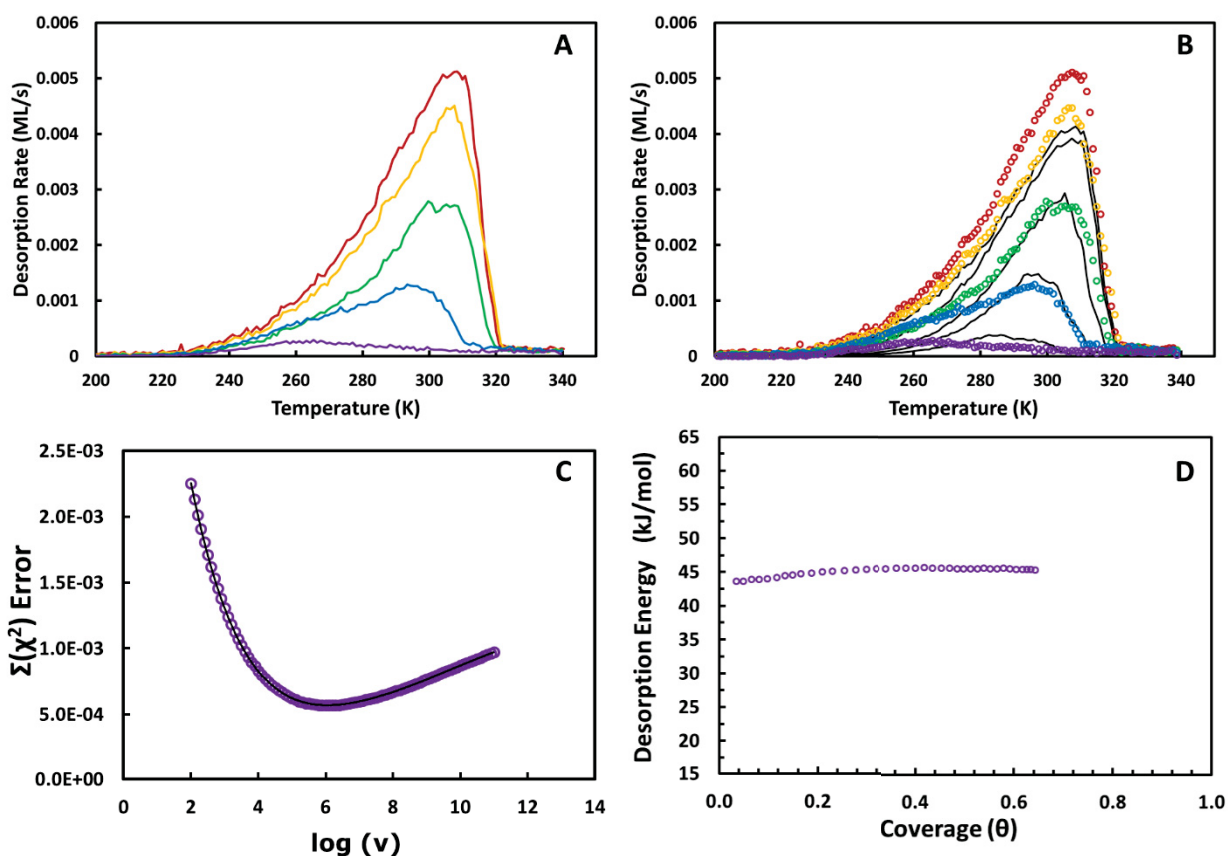 A
Desorption Rate (ML/s)
0.006
0.005
0.004
0.003
0.002
0.001
0
200 220 240 260 280 300 320 340
Temperature (K)
B
Desorption Rate (ML/s)
0.006
0.005
0.004
0.003
0.002
0.001
0
200 220 240 260 280 300 320 340
Temperature (K)
C
Σ(χ²) Error
2.5E-03
2.0E-03
1.5E-03
1.0E-03
5.0E-04
0.0E+00
0 2 4 6 8 10 12 14
log (v)
D
Desorption Energy (kJ/mol)
65
60
55
50
45
40
35
30
25
20
15
0.0 0.2 0.4 0.6 0.8 1.0
Coverage (θ)